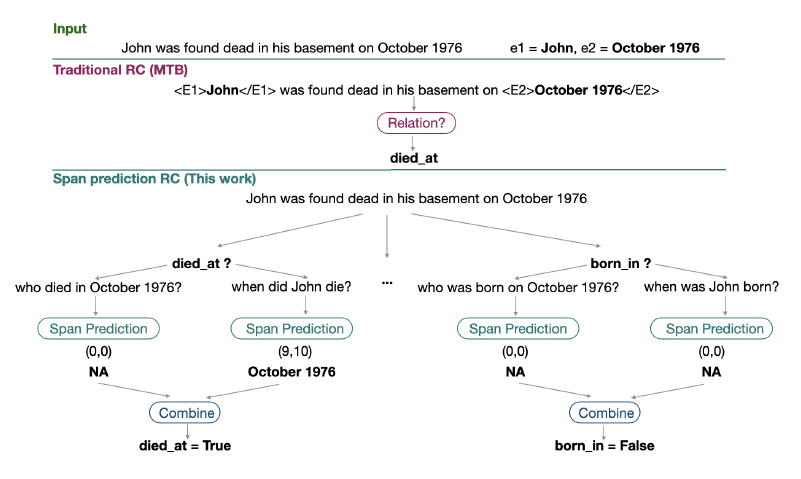 Input
John was found dead in his basement on October 1976 e1 = John, e2 = October 1976
Traditional RC (MTB)
<E1>John</E1> was found dead in his basement on <E2>October 1976</E2>
Relation?
died_at
Span prediction RC (This work)
John was found dead in his basement on October 1976
died_at ? ... born_in ?
who died in October 1976? when did John die? who was born on October 1976? when was John born?
Span Prediction Span Prediction Span Prediction Span Prediction
(0,0) (9,10) (0,0) (0,0)
NA October 1976 NA NA
Combine Combine
died_at = True born_in = False